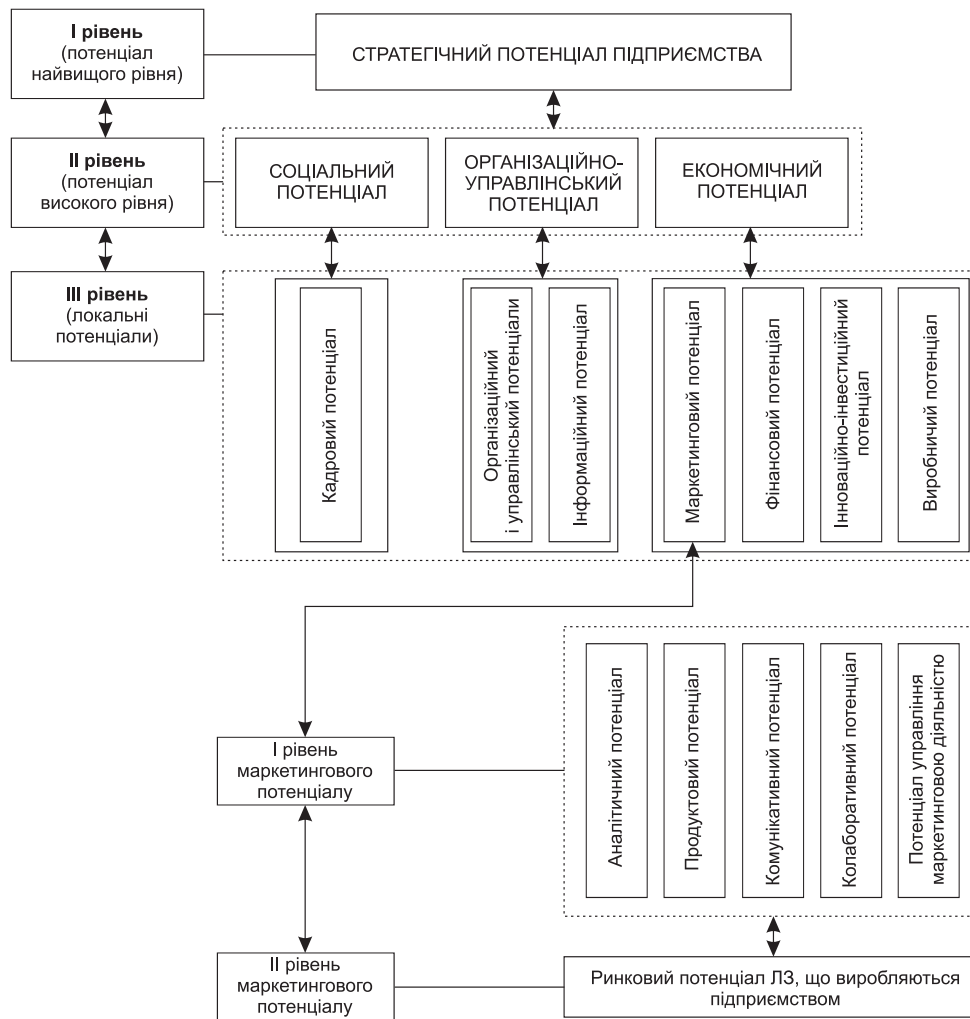 I рівень
(потенціал
найвищого рівня)
СТРАТЕГІЧНИЙ ПОТЕНЦІАЛ ПІДПРИЄМСТВА
II рівень
(потенціал
високого рівня)
СОЦІАЛЬНИЙ
ПОТЕНЦІАЛ
ОРГАНІЗАЦІЙНО-
УПРАВЛІНСЬКИЙ
ПОТЕНЦІАЛ
ЕКОНОМІЧНИЙ
ПОТЕНЦІАЛ
III рівень
(локальні
потенціали)
Кадровий потенціал
Організаційний
і управлінський потенціали
Інформаційний потенціал
Маркетинговий потенціал
Фінансовий потенціал
Інноваційно-інвестиційний
потенціал
Виробничий потенціал
I рівень
маркетингового
потенціалу
Аналітичний потенціал
Продуктовий потенціал
Комунікативний потенціал
Колаборативний потенціал
Потенціал управління
маркетинговою діяльністю
II рівень
маркетингового
потенціалу
Ринковий потенціал ЛЗ, що виробляються
підприємством